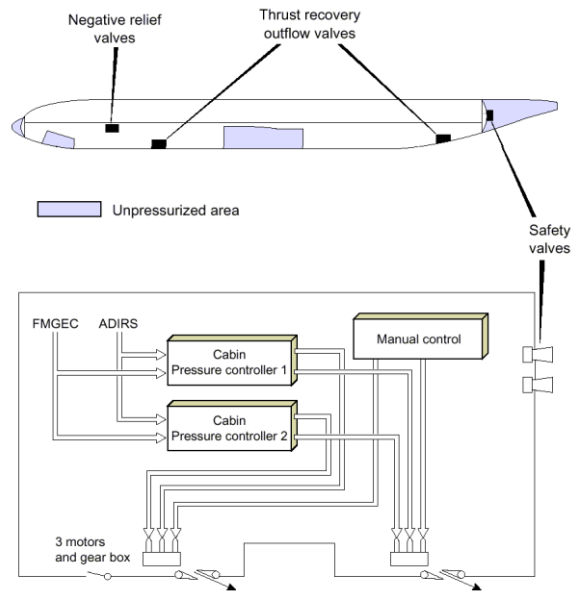 Negative relief
valves
Thrust recovery
outflow valves
Unpressurized area
Safety
valves
FMGEC
ADIRS
Cabin
Pressure controller 1
Manual control
Cabin
Pressure controller 2
3 motors
and gear box